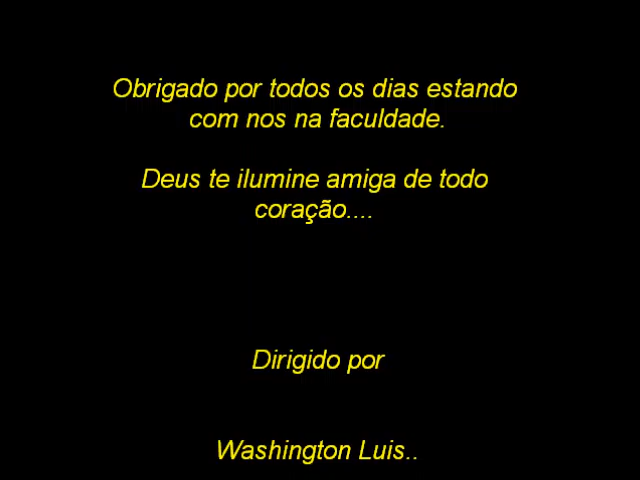 Obrigado por todos os dias estando
com nos na faculdade.
Deus te ilumine amiga de todo
coração....
Dirigido por
Washington Luis..